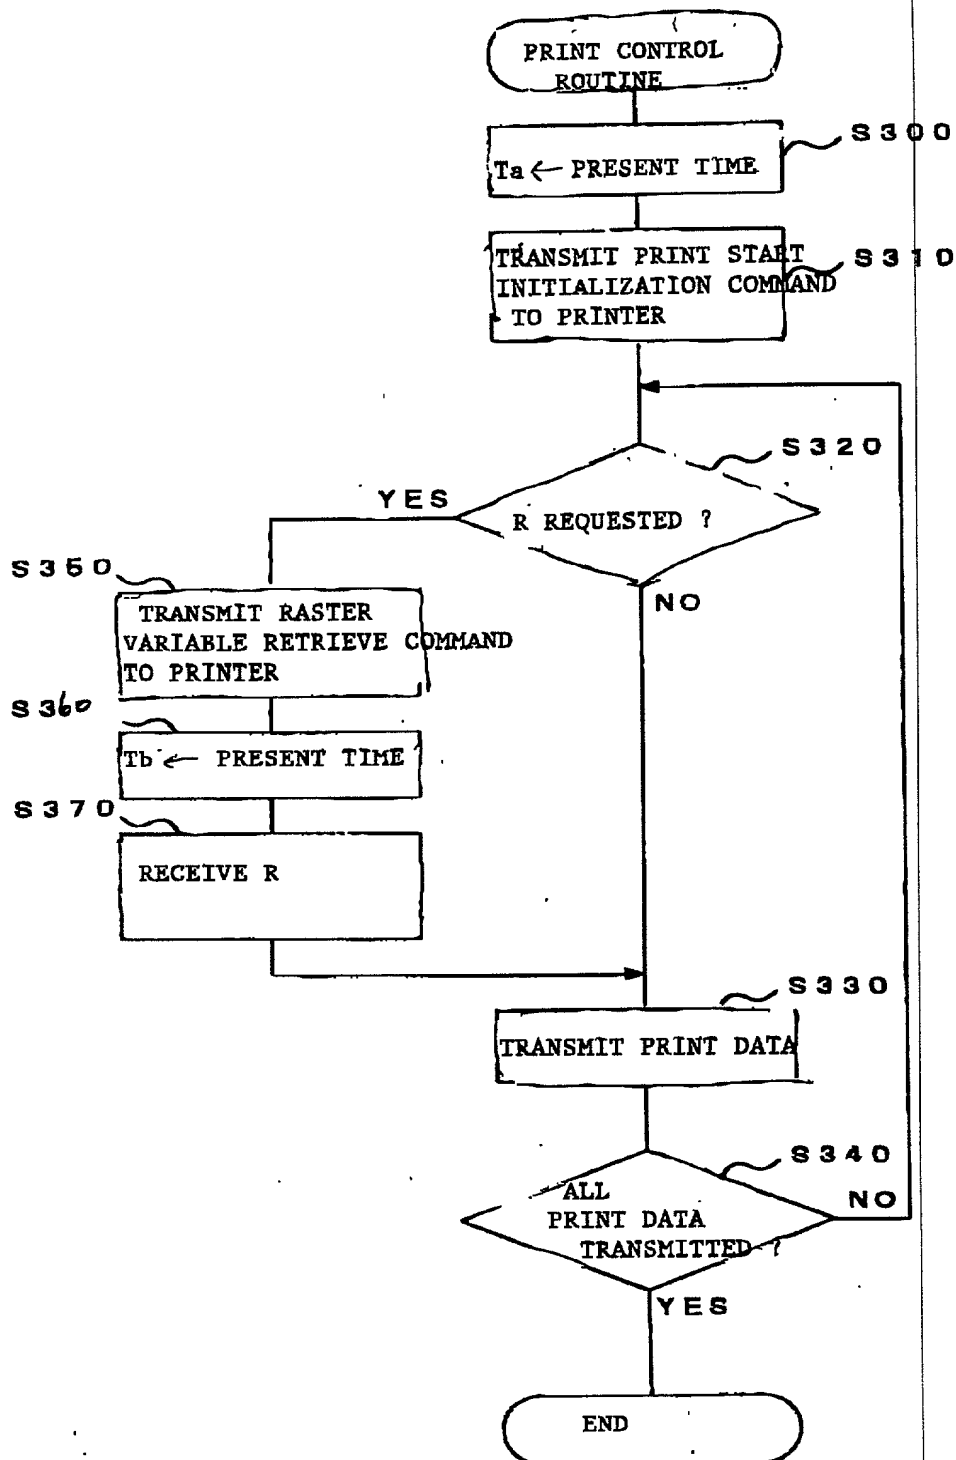 PRINT CONTROL
ROUTINE
S300
Ta ← PRESENT TIME
S310
TRANSMIT PRINT START
INITIALIZATION COMMAND
TO PRINTER
S320
YES
R REQUESTED ?
NO
S350
TRANSMIT RASTER
VARIABLE RETRIEVE COMMAND
TO PRINTER
S360
Tb ← PRESENT TIME
S370
RECEIVE R
S330
TRANSMIT PRINT DATA
S340
NO
ALL
PRINT DATA
TRANSMITTED ?
YES
END